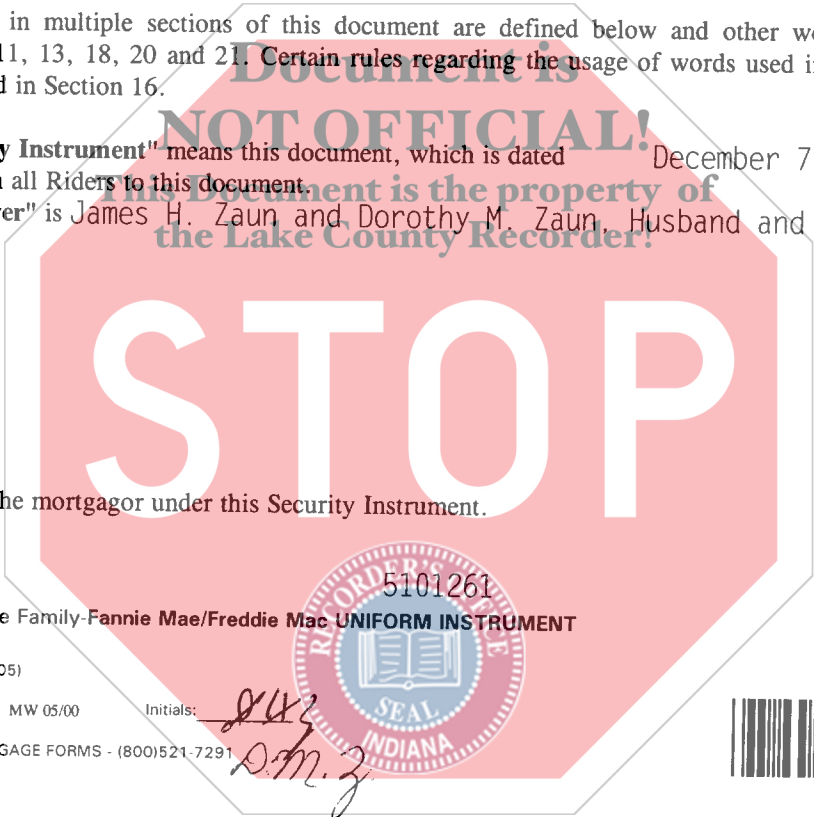 in multiple sections of this document are defined below and other w
11, 13, 18, 20 and 21. Certain rules regarding the usage of words used i
d in Section 16.
Document is
NOT OFFICIAL!
This Document is the property of
the Lake County Recorder!
y Instrument" means this document, which is dated December 7
all Riders to this document.
er" is James H. Zaun and Dorothy M. Zaun, Husband and
STOP
he mortgagor under this Security Instrument.
5101261
e Family-Fannie Mae/Freddie Mac UNIFORM INSTRUMENT
05)
MW 05/00 Initials:
D.M.Z
GAGE FORMS - (800)521-7291
RECORDER'S OFFICE
SEAL
INDIANA